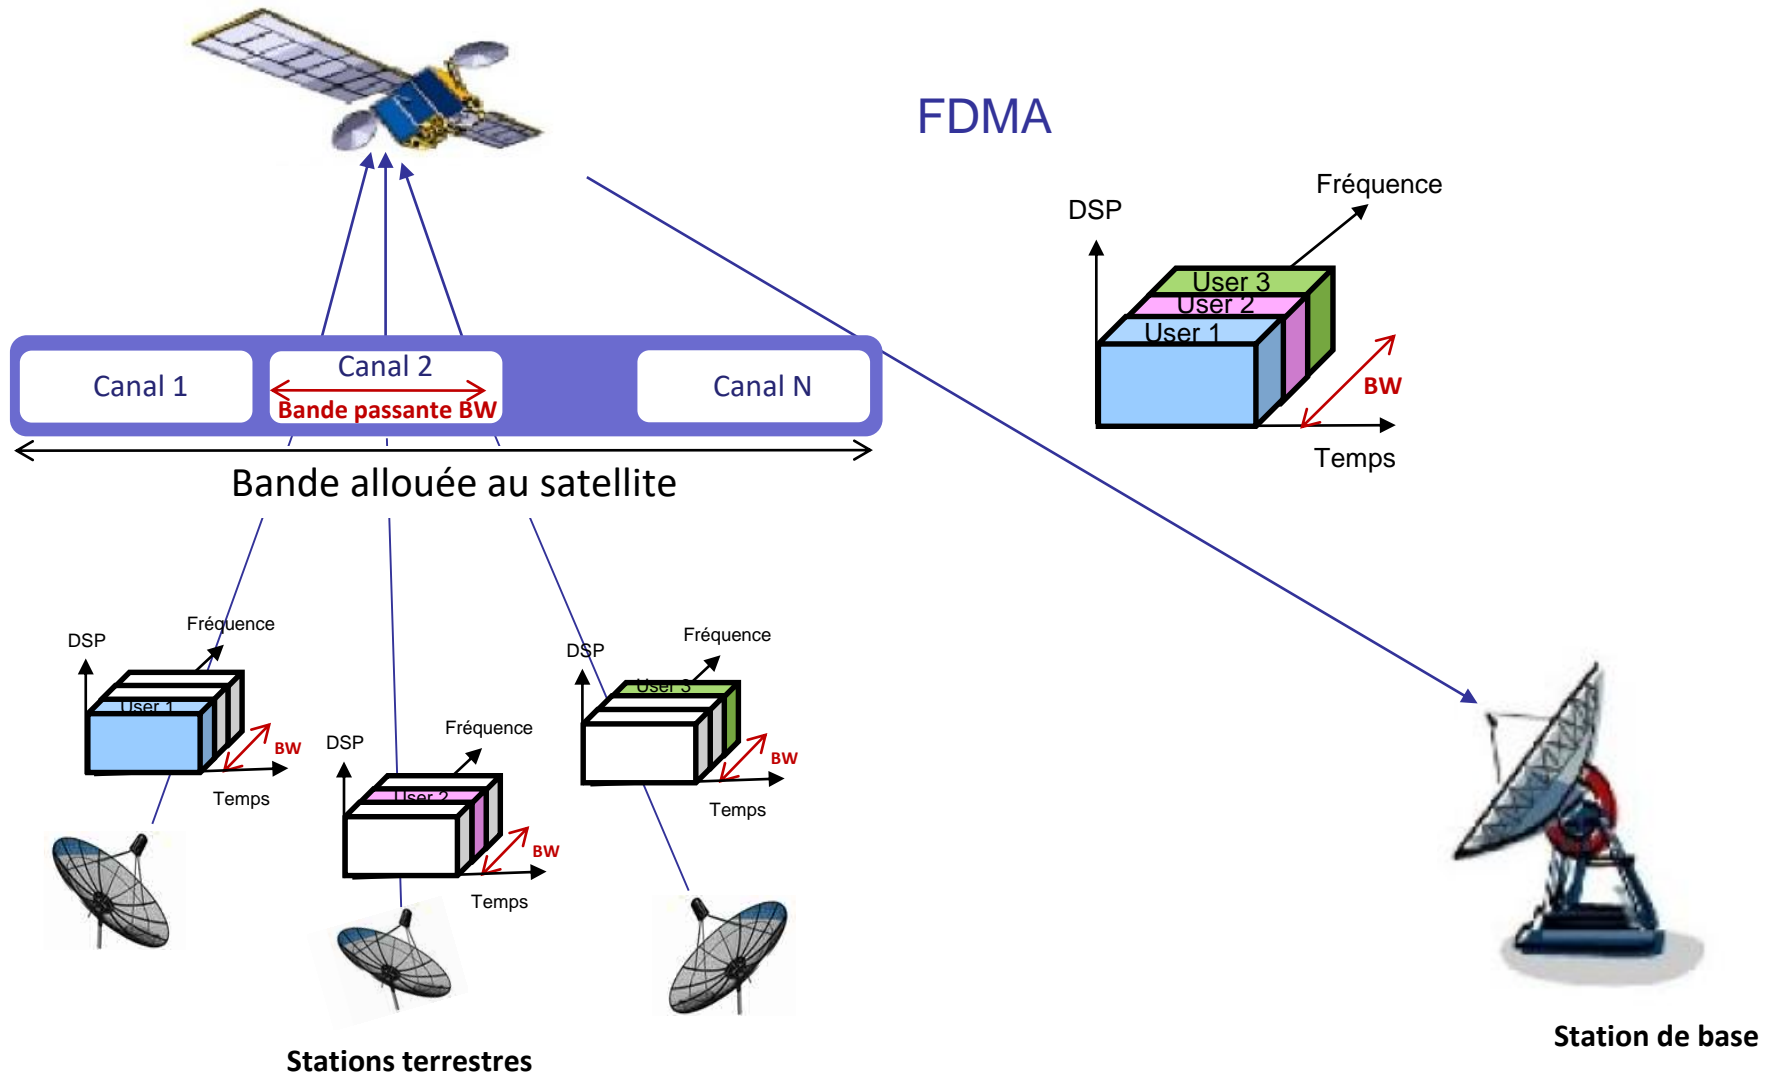 FDMA
Fréquence
DSP
User 3
User 2
User 1
BW
Temps
Canal 1
Canal 2
Bande passante BW
Canal N
Bande allouée au satellite
Fréquence
DSP
User 1
BW
Temps
Fréquence
DSP
User 2
BW
Temps
Fréquence
DSP
User 3
BW
Temps
Stations terrestres
Station de base